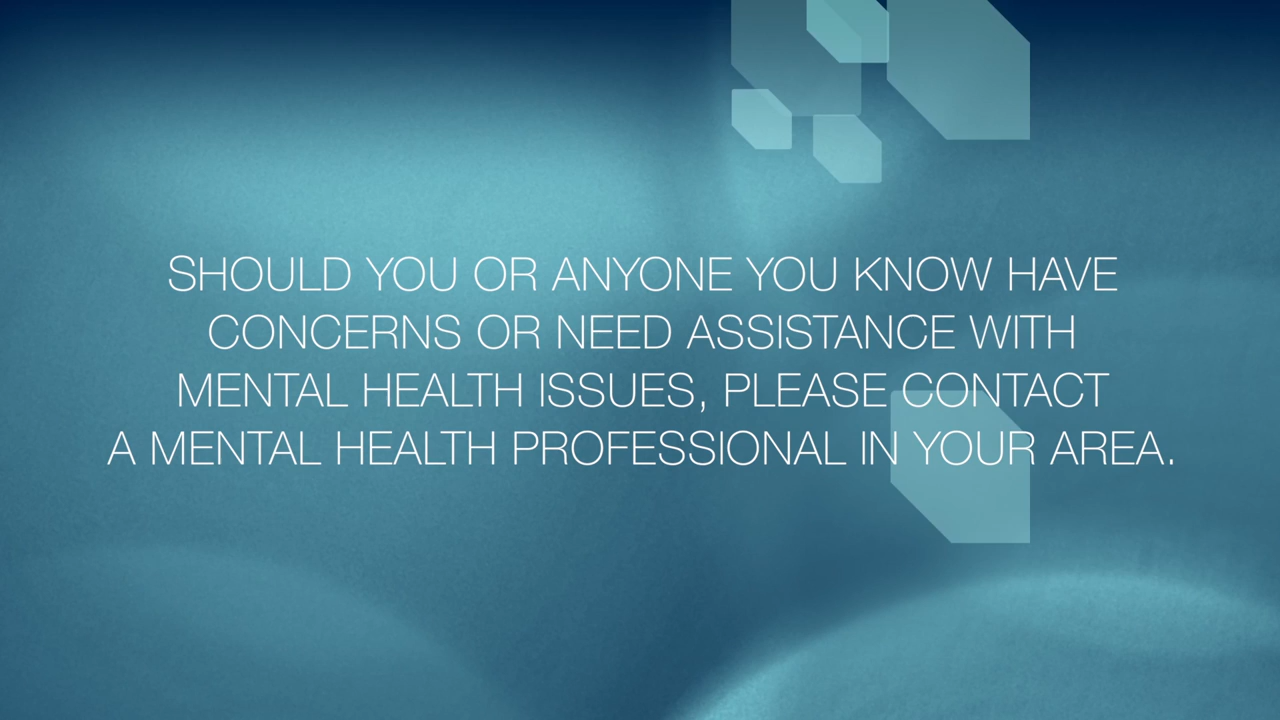 SHOULD YOU OR ANYONE YOU KNOW HAVE
CONCERNS OR NEED ASSISTANCE WITH
MENTAL HEALTH ISSUES, PLEASE CONTACT
A MENTAL HEALTH PROFESSIONAL IN YOUR AREA.